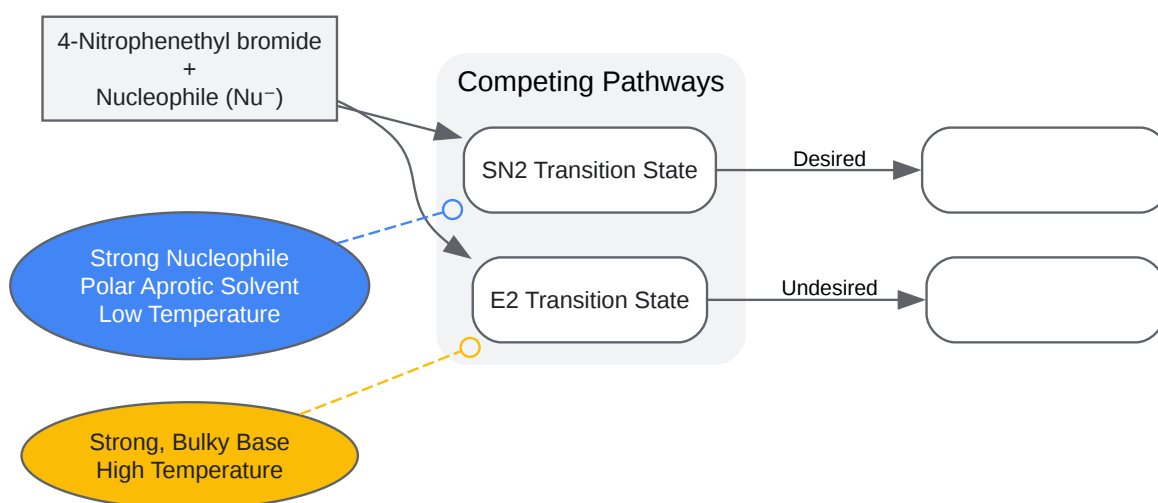 4-Nitrophenethyl bromide
+
Nucleophile (Nu⁻)
Competing Pathways
SN2 Transition State
Desired
E2 Transition State
Undesired
Strong Nucleophile
Polar Aprotic Solvent
Low Temperature
Strong, Bulky Base
High Temperature